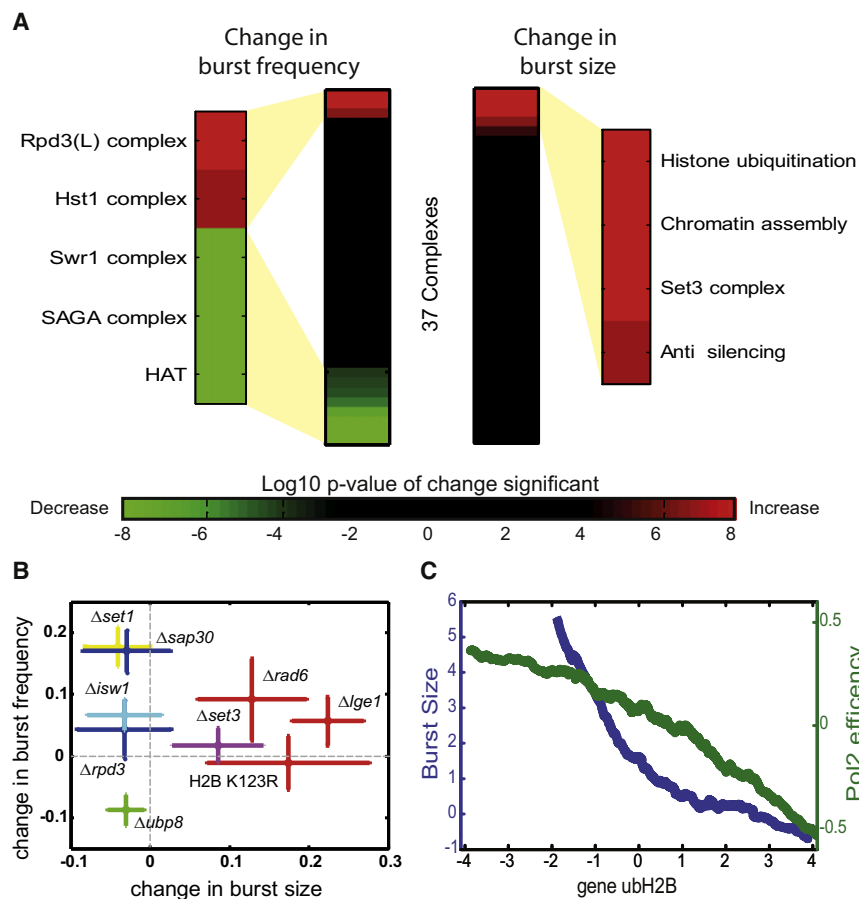 A
Change in
burst frequency
Change in
burst size
Rpd3(L) complex
Hst1 complex
Swr1 complex
SAGA complex
HAT
37 Complexes
Histone ubiquitination
Chromatin assembly
Set3 complex
Anti silencing
Log10 p-value of change significant
Decrease
Increase
-8 -6 -4 -2 0 2 4 6 8
B
change in burst frequency
0.2
0.1
0
-0.1
Δset1
Δsap30
Δisw1
Δrad6
Δlge1
Δset3
Δrpd3
H2B K123R
Δubp8
-0.1 0 0.1 0.2 0.3
change in burst size
C
Burst Size
6
5
4
3
2
1
0
-1
0.5
0
-0.5
Pol2 efficency
-4 -3 -2 -1 0 1 2 3 4
gene ubH2B